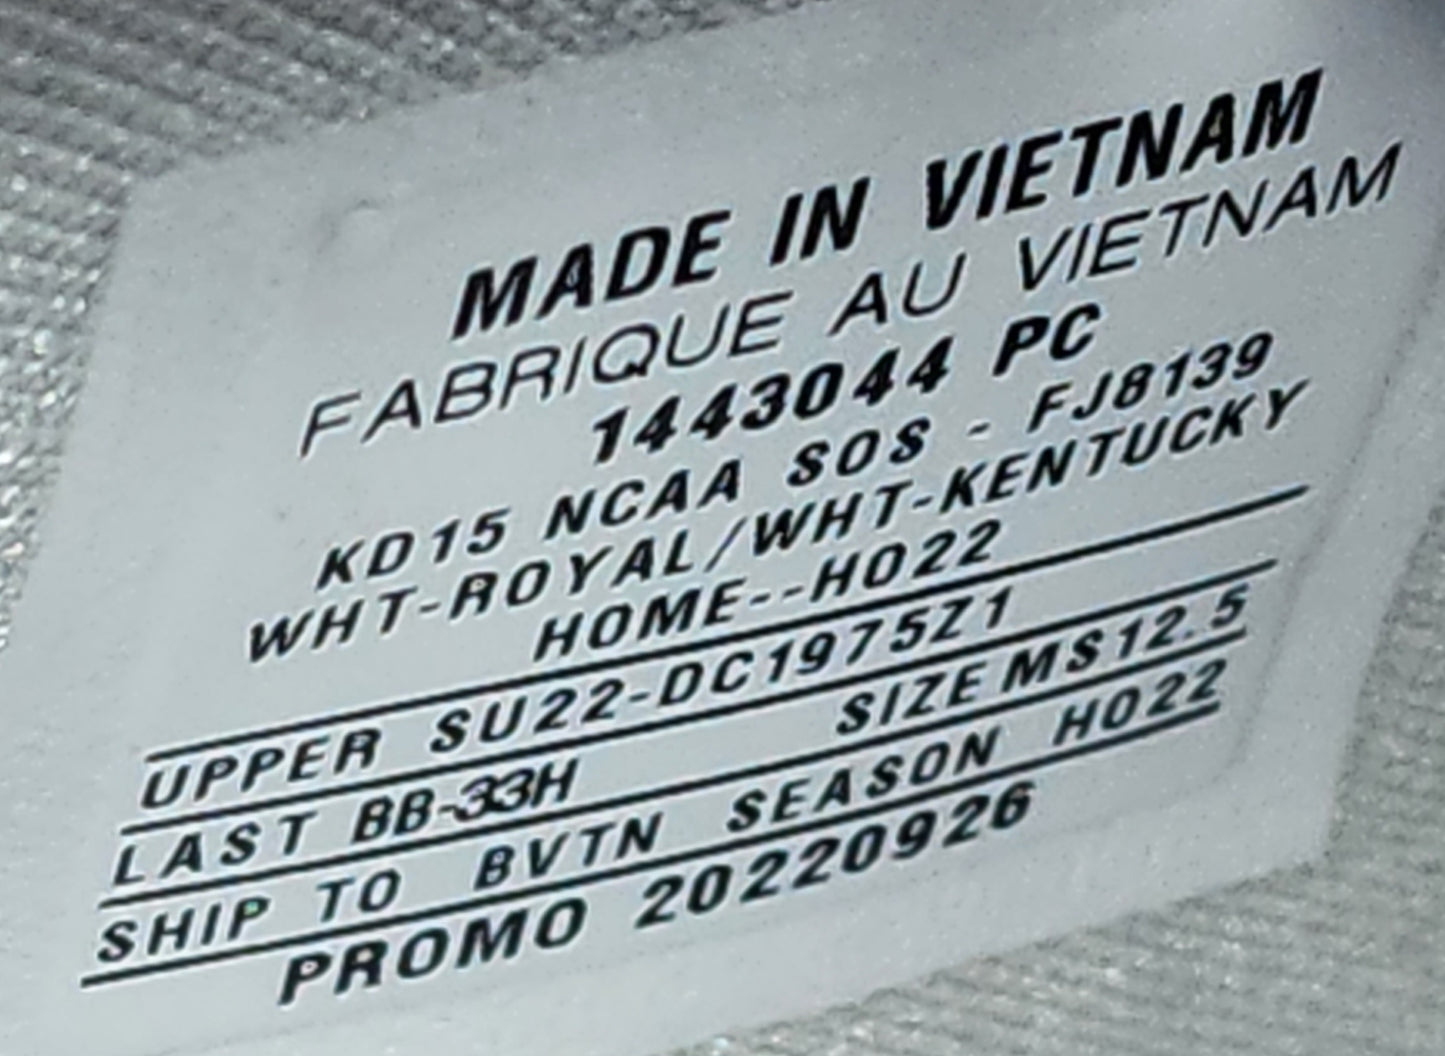 MADE IN VIETNAM
FABRIQUE AU VIETNAM
1443044 PC
KD15 NCAA SOS - FJ8139
WHT-ROYAL/WHT-KENTUCKY
HOME--HO22
UPPER SU22-DC1975Z1
LAST BB-33H SIZE MS12.5
SHIP TO BVTN SEASON HO22
PROMO 20220926